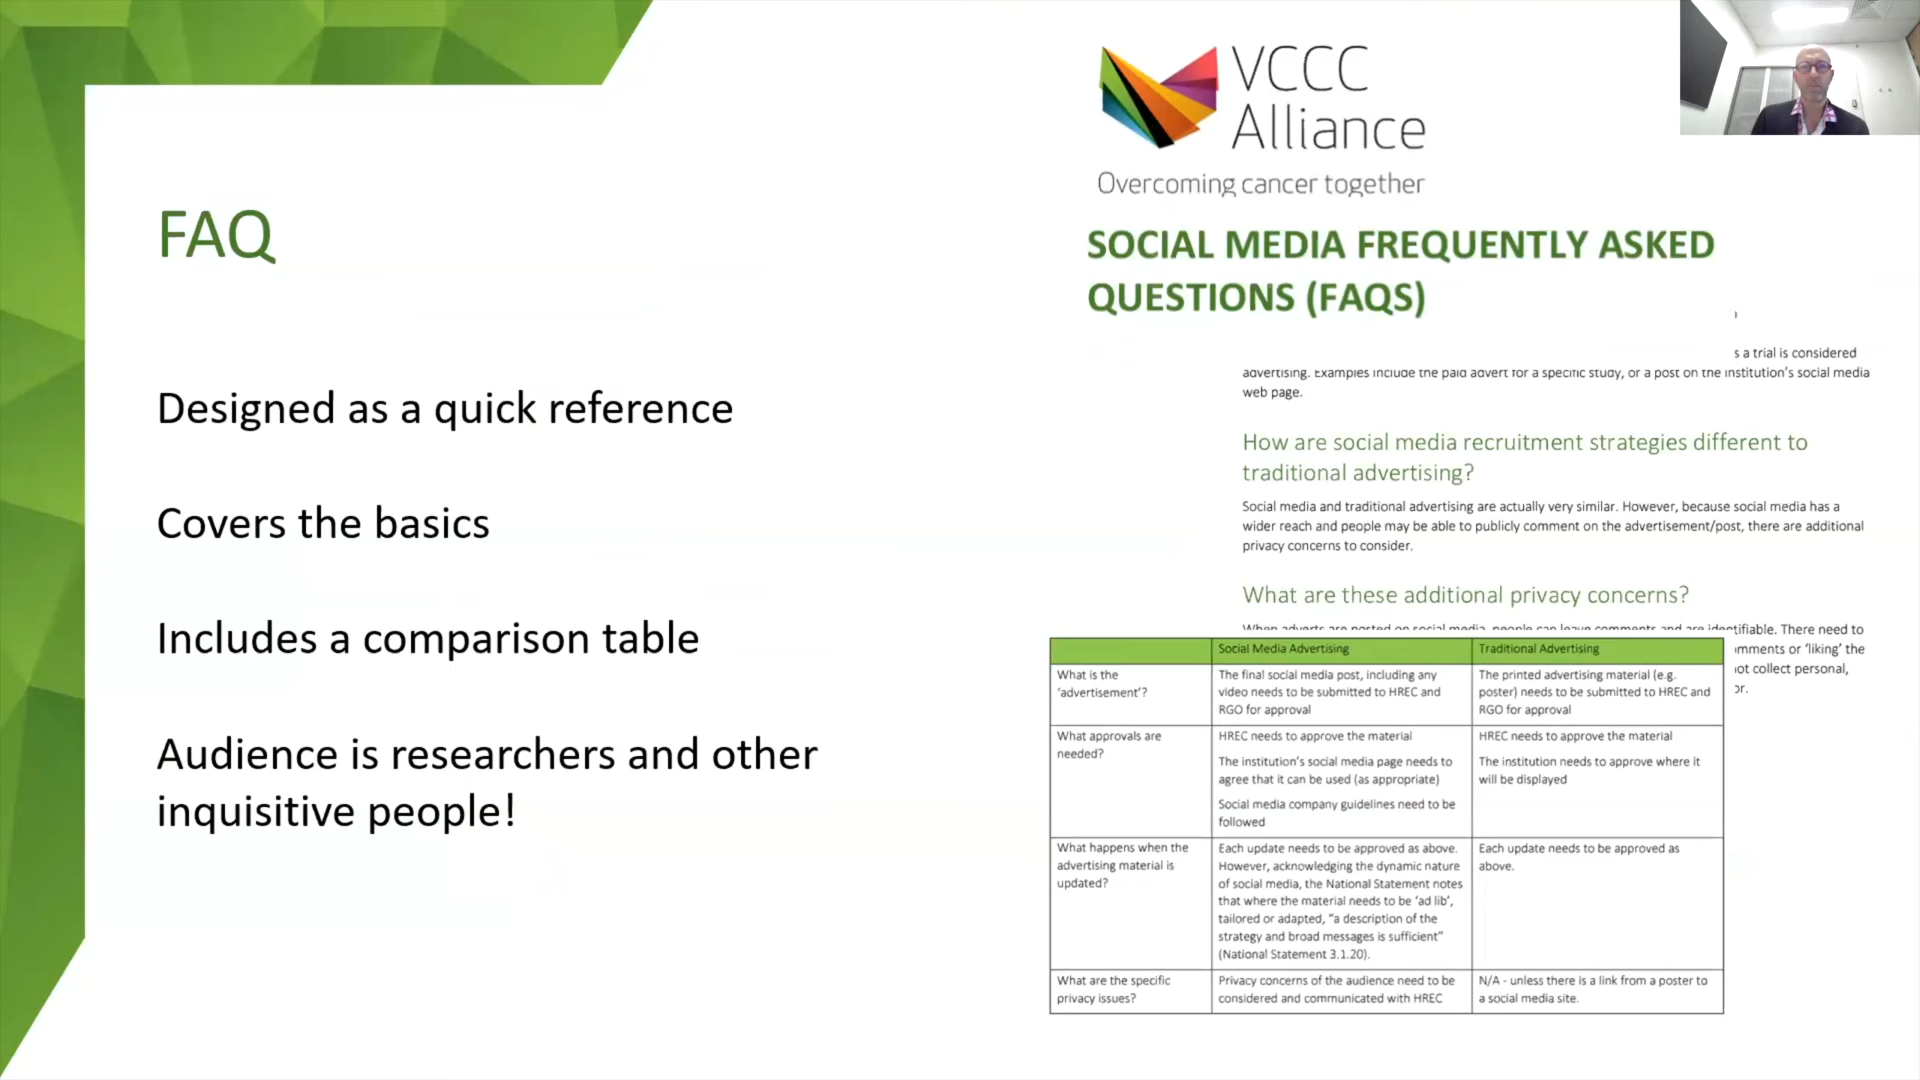 FAQ
Designed as a quick reference
Covers the basics
Includes a comparison table
Audience is researchers and other
inquisitive people!
VCCC
Alliance
Overcoming cancer together
SOCIAL MEDIA FREQUENTLY ASKED
QUESTIONS (FAQS)
s a trial is considered
advertising. Examples include the paid advert for a specific study, or a post on the institution's social media
web page.
How are social media recruitment strategies different to
traditional advertising?
Social media and traditional advertising are actually very similar. However, because social media has a
wider reach and people may be able to publicly comment on the advertisement/post, there are additional
privacy concerns to consider.
What are these additional privacy concerns?
When adverts are posted on social media, people can leave comments and are identifiable. There need to
mments or 'liking' the
ot collect personal,
or.
Social Media Advertising
Traditional Advertising
What is the
'advertisement'?
The final social media post, including any
video needs to be submitted to HREC and
RGO for approval
The printed advertising material (e.g.
poster) needs to be submitted to HREC and
RGO for approval
What approvals are
needed?
HREC needs to approve the material
The institution's social media page needs to
agree that it can be used (as appropriate)
Social media company guidelines need to be
followed
HREC needs to approve the material
The institution needs to approve where it
will be displayed
What happens when the
advertising material is
updated?
Each update needs to be approved as above.
However, acknowledging the dynamic nature
of social media, the National Statement notes
that where the material needs to be 'ad lib',
tailored or adapted, "a description of the
strategy and broad messages is sufficient"
(National Statement 3.1.20).
Each update needs to be approved as
above.
What are the specific
privacy issues?
Privacy concerns of the audience need to be
considered and communicated with HREC
N/A - unless there is a link from a poster to
a social media site.